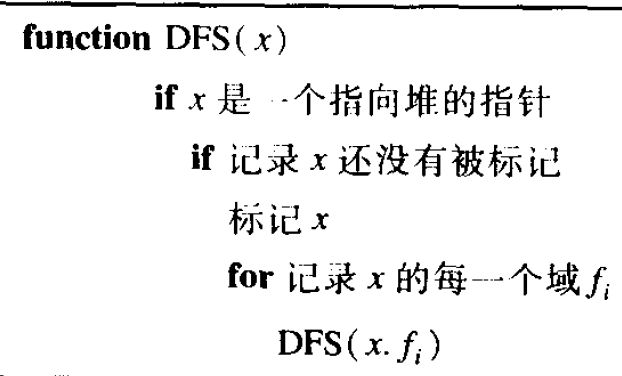 function DFS(x)
if x 是一个指向堆的指针
if 记录 x 还没有被标记
标记 x
for 记录 x 的每一个域 fᵢ
DFS(x.fᵢ)